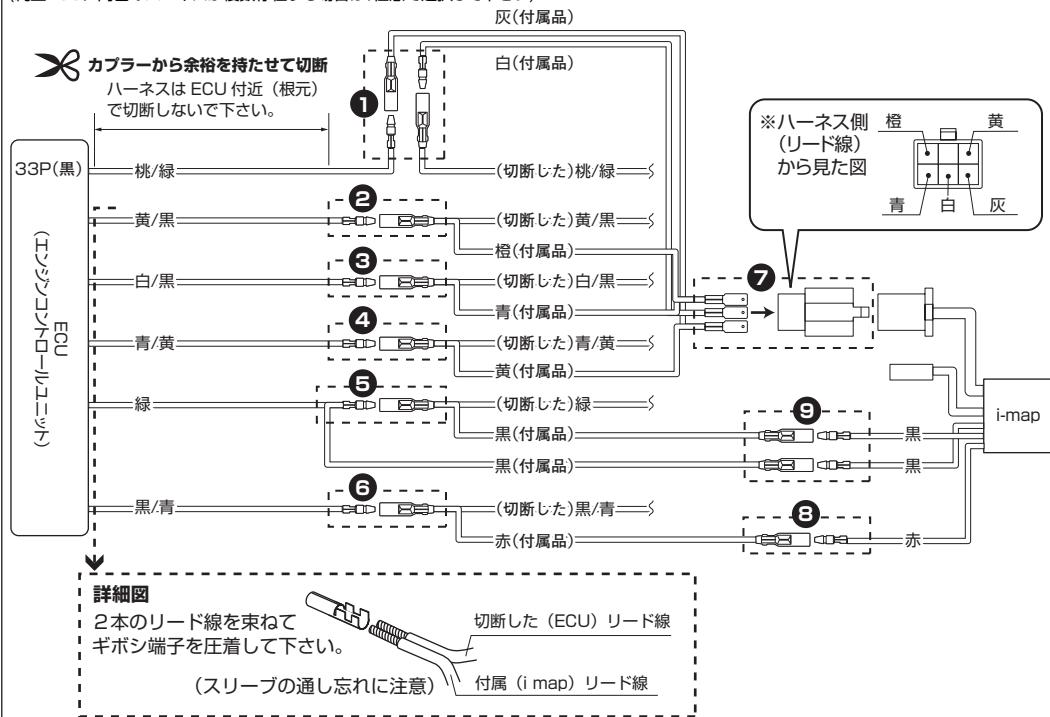 灰(付属品)
白(付属品)
カプラーから余裕を持たせて切断
ハーネスは ECU 付近（根元）
で切断しないで下さい。
❶
※ハーネス側
（リード線）
から見た図
橙
黄
青
白
灰
33P(黒)
ECU
(エンジンコントロールユニット)
桃/緑
(切断した)桃/緑
❷
黄/黒
(切断した)黄/黒
橙(付属品)
❸
白/黒
(切断した)白/黒
青(付属品)
❹
青/黄
(切断した)青/黄
黄(付属品)
❼
❺
緑
(切断した)緑
黒(付属品)
黒(付属品)
❾
黒
黒
i-map
❻
黒/青
(切断した)黒/青
赤(付属品)
❽
赤
詳細図
２本のリード線を束ねて
ギボシ端子を圧着して下さい。
（スリーブの通し忘れに注意）
切断した（ECU）リード線
付属（i map）リード線